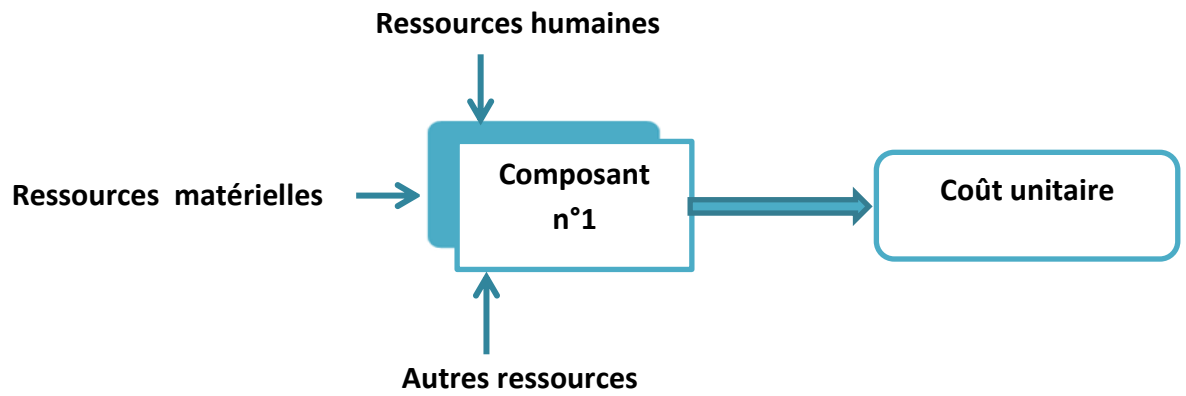 Ressources humaines
Ressources matérielles
Composant
n°1
Coût unitaire
Autres ressources